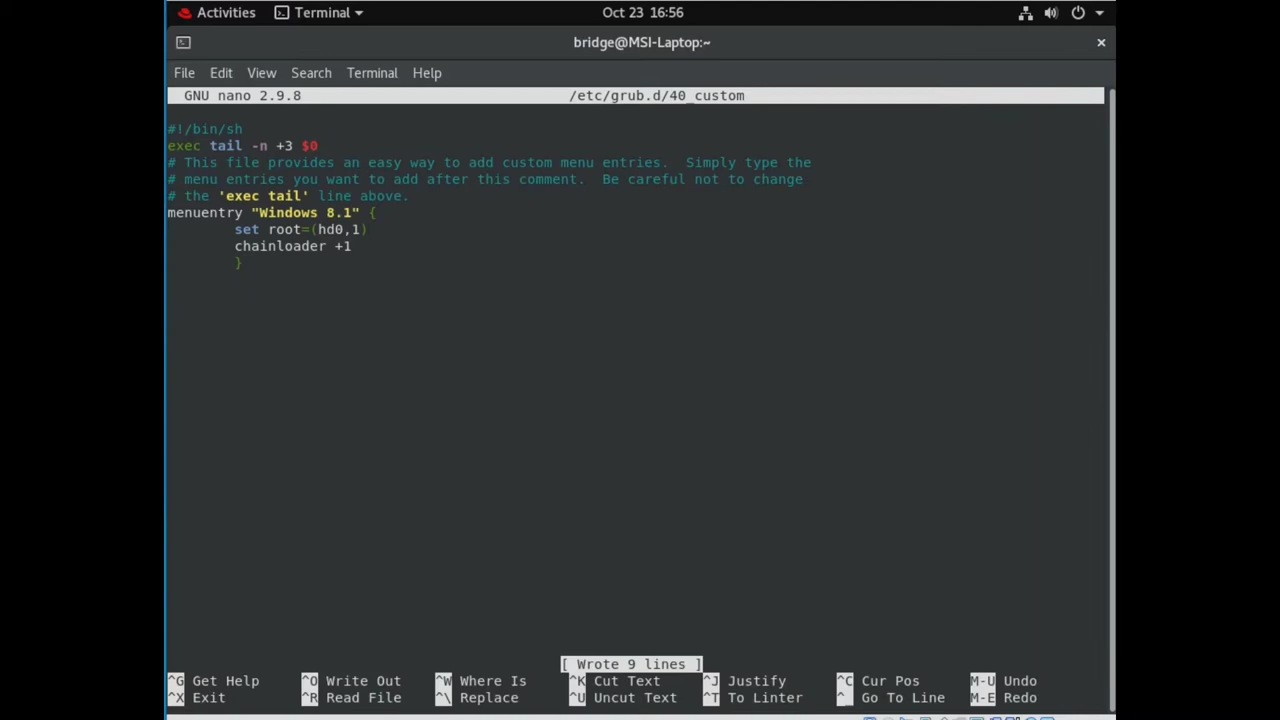 Activities Terminal Oct 23 16:56
bridge@MSI-Laptop:~ ×
File Edit View Search Terminal Help
GNU nano 2.9.8 /etc/grub.d/40_custom
#!/bin/sh
exec tail -n +3 $0
# This file provides an easy way to add custom menu entries.  Simply type the
# menu entries you want to add after this comment.  Be careful not to change
# the 'exec tail' line above.
menuentry "Windows 8.1" {
        set root=(hd0,1)
        chainloader +1
        }
[ Wrote 9 lines ]
^G Get Help ^O Write Out ^W Where Is ^K Cut Text ^J Justify ^C Cur Pos M-U Undo
^X Exit ^R Read File ^\ Replace ^U Uncut Text ^T To Linter ^_ Go To Line M-E Redo